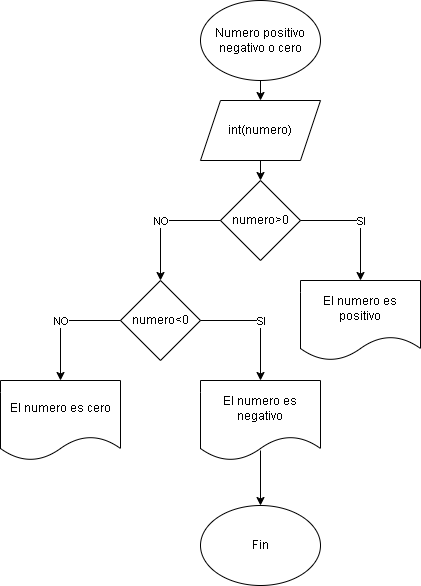 Numero positivo
negativo o cero
int(numero)
numero>0
NO
SI
El numero es
positivo
numero<0
NO
SI
El numero es cero
El numero es
negativo
Fin